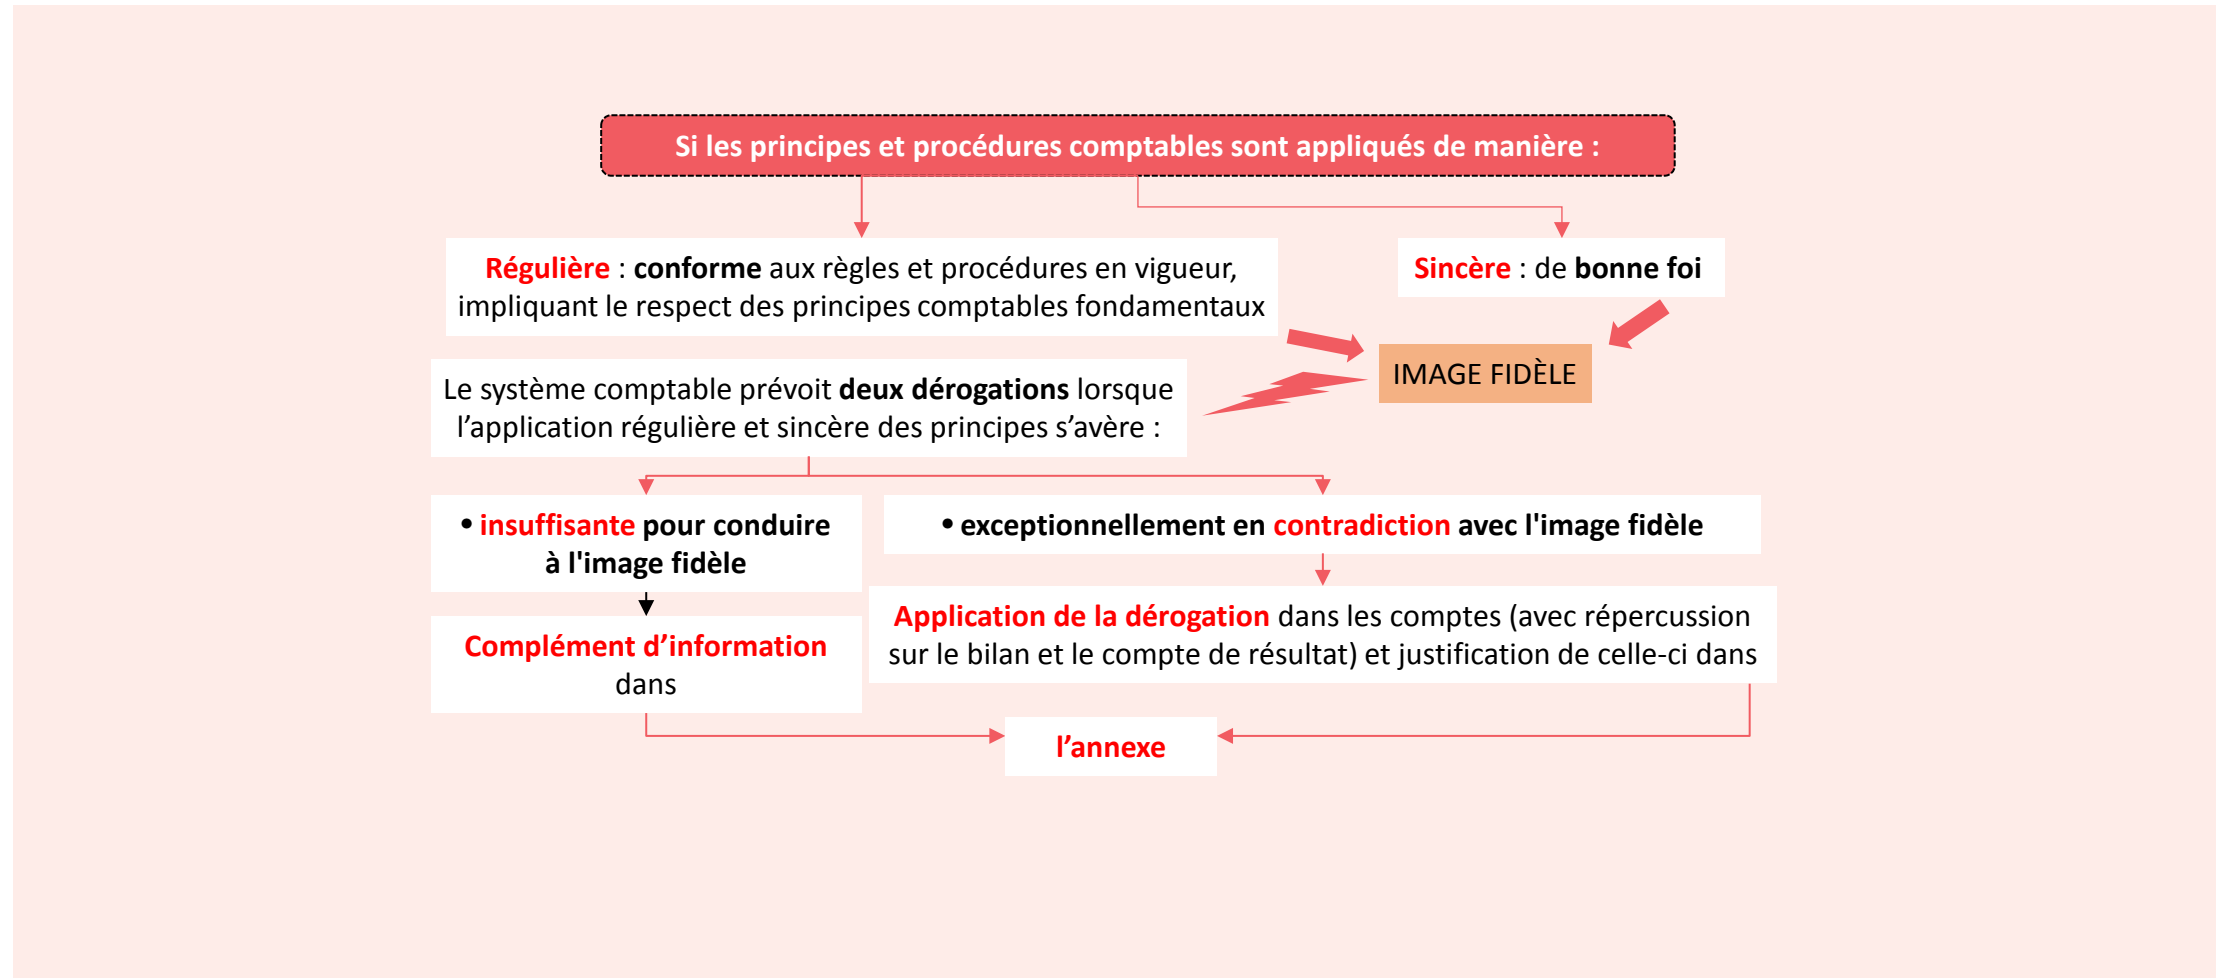 Si les principes et procédures comptables sont appliqués de manière :
Régulière : conforme aux règles et procédures en vigueur,
impliquant le respect des principes comptables fondamentaux
Sincère : de bonne foi
IMAGE FIDÈLE
Le système comptable prévoit deux dérogations lorsque
l’application régulière et sincère des principes s’avère :
• insuffisante pour conduire
à l'image fidèle
• exceptionnellement en contradiction avec l'image fidèle
Complément d’information
dans
Application de la dérogation dans les comptes (avec répercussion
sur le bilan et le compte de résultat) et justification de celle-ci dans
l’annexe